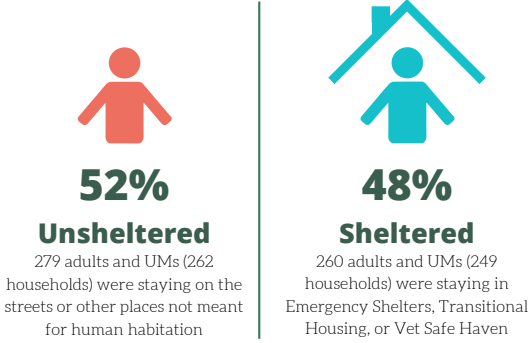 52%
Unsheltered
279 adults and UMs (262
households) were staying on the
streets or other places not meant
for human habitation
48%
Sheltered
260 adults and UMs (249
households) were staying in
Emergency Shelters, Transitional
Housing, or Vet Safe Haven